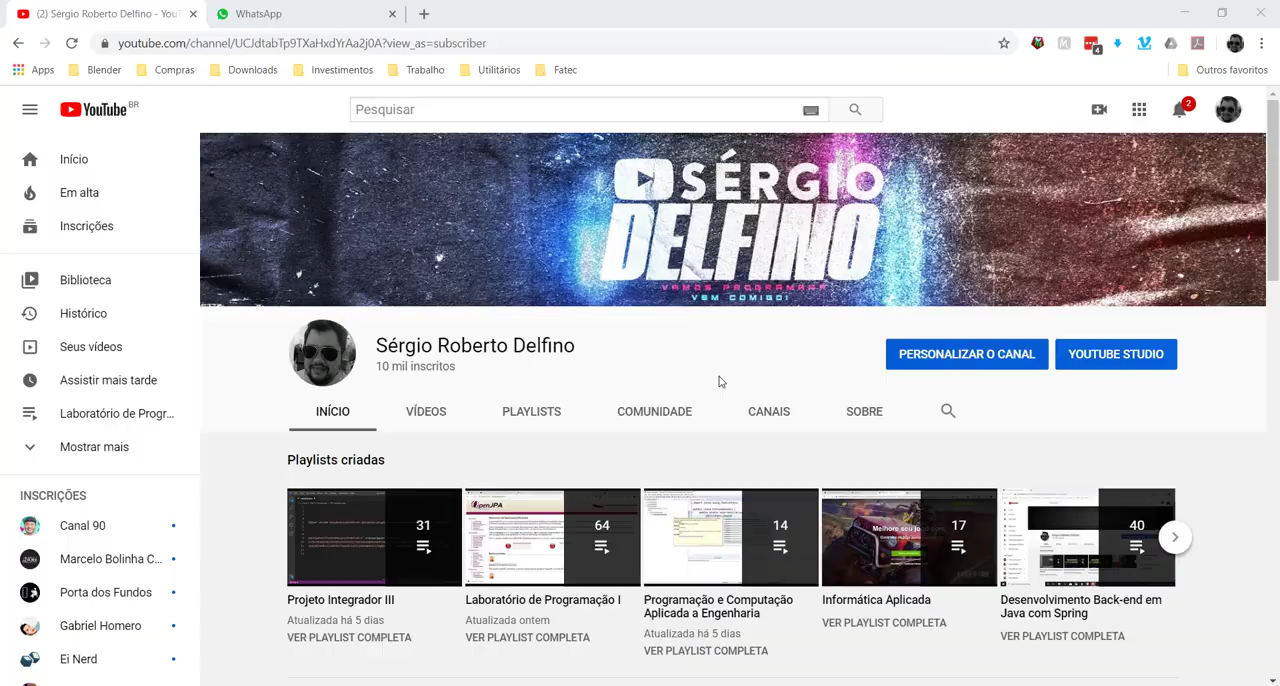 (2) Sérgio Roberto Delfino - YouT
WhatsApp
youtube.com/channel/UCJdtabTp9TXaHxdYrAa2j0A?view_as=subscriber
4
Apps
Blender
Compras
Downloads
Investimentos
Trabalho
Utilitários
Fatec
Outros favoritos
YouTube BR
Pesquisar
2
Início
Em alta
Inscrições
Biblioteca
Histórico
Seus vídeos
Assistir mais tarde
Laboratório de Progr...
Mostrar mais
INSCRIÇÕES
Canal 90
Marcelo Bolinha C...
Porta dos Fundos
Gabriel Homero
Ei Nerd
SÉRGIO
DELFINO
VAMOS PROGRAMAR
VEM COMIGO!
Sérgio Roberto Delfino
10 mil inscritos
PERSONALIZAR O CANAL
YOUTUBE STUDIO
INÍCIO
VÍDEOS
PLAYLISTS
COMUNIDADE
CANAIS
SOBRE
Playlists criadas
31
64
14
17
40
Projeto Integrador III
Atualizada há 5 dias
VER PLAYLIST COMPLETA
Laboratório de Programação I
Atualizada ontem
VER PLAYLIST COMPLETA
Programação e Computação
Aplicada a Engenharia
Atualizada há 5 dias
VER PLAYLIST COMPLETA
Informática Aplicada
VER PLAYLIST COMPLETA
Desenvolvimento Back-end em
Java com Spring
VER PLAYLIST COMPLETA